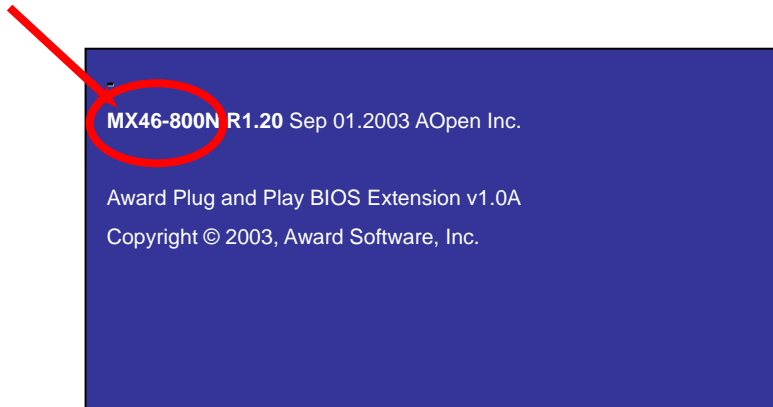 MX46-800N R1.20 Sep 01.2003 AOpen Inc.
Award Plug and Play BIOS Extension v1.0A
Copyright © 2003, Award Software, Inc.